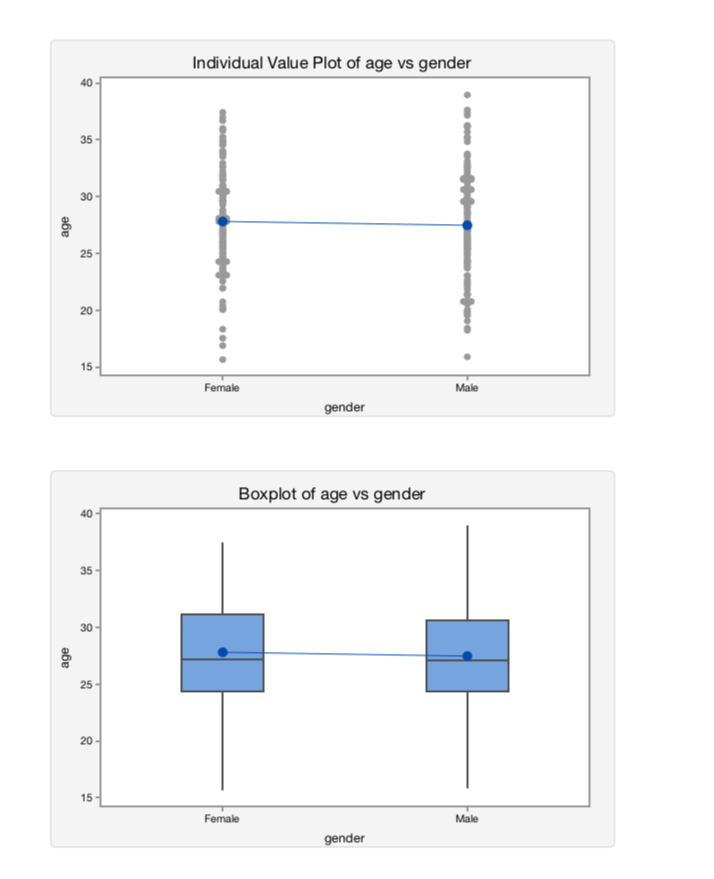 Individual Value Plot of age vs gender
40
35
30
25
20
15
age
Female Male
gender
Boxplot of age vs gender
40
35
30
25
20
15
age
Female Male
gender